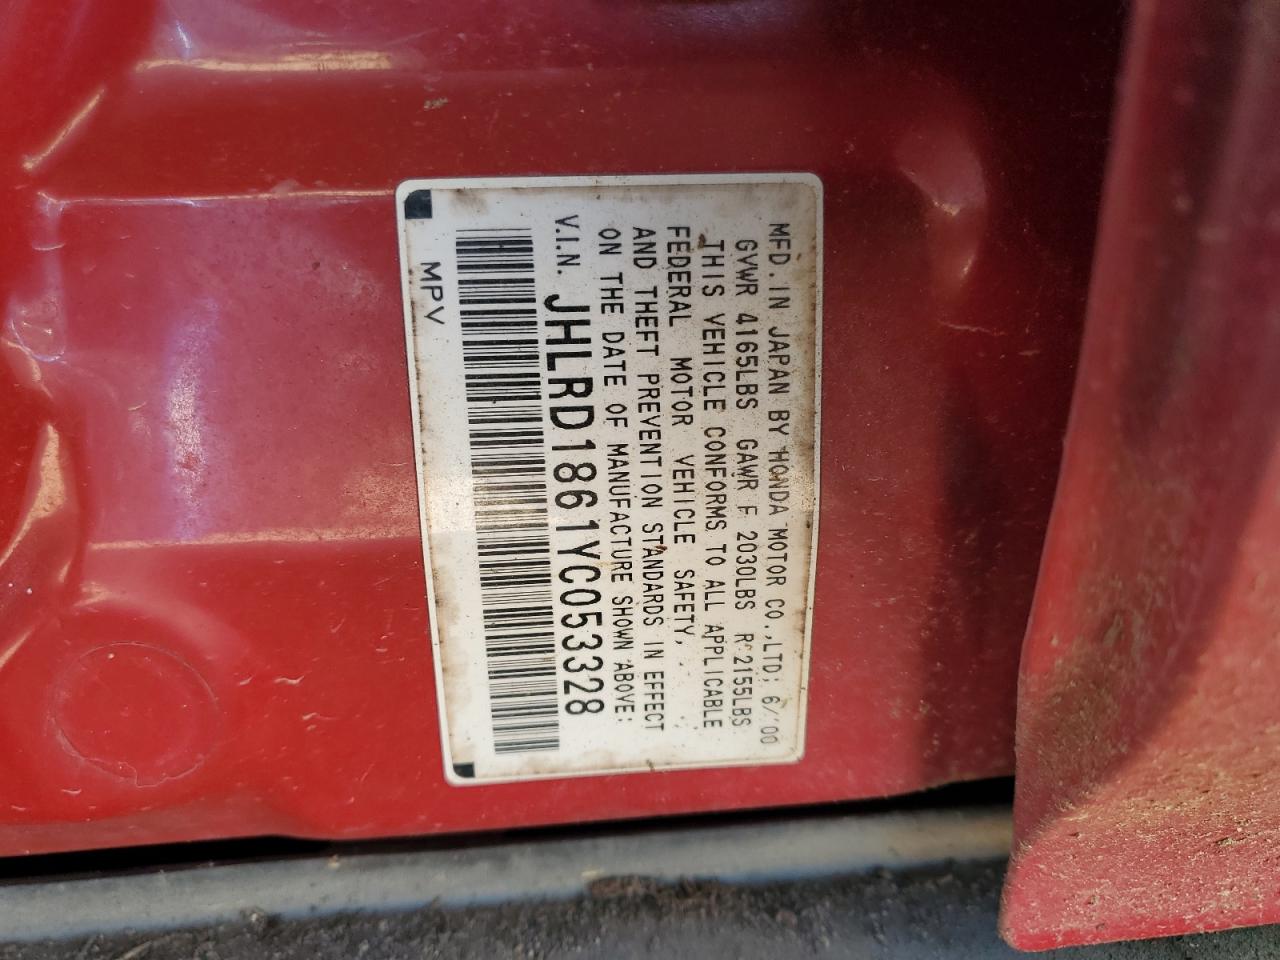 MFD. IN JAPAN BY HONDA MOTOR CO.,LTD; 6/'00
GVWR 4165LBS GAWR F 2030LBS R 2155LBS
THIS VEHICLE CONFORMS TO ALL APPLICABLE
FEDERAL MOTOR VEHICLE SAFETY,
AND THEFT PREVENTION STANDARDS IN EFFECT
ON THE DATE OF MANUFACTURE SHOWN ABOVE:
V.I.N. JHLRD1861YC053328
MPV